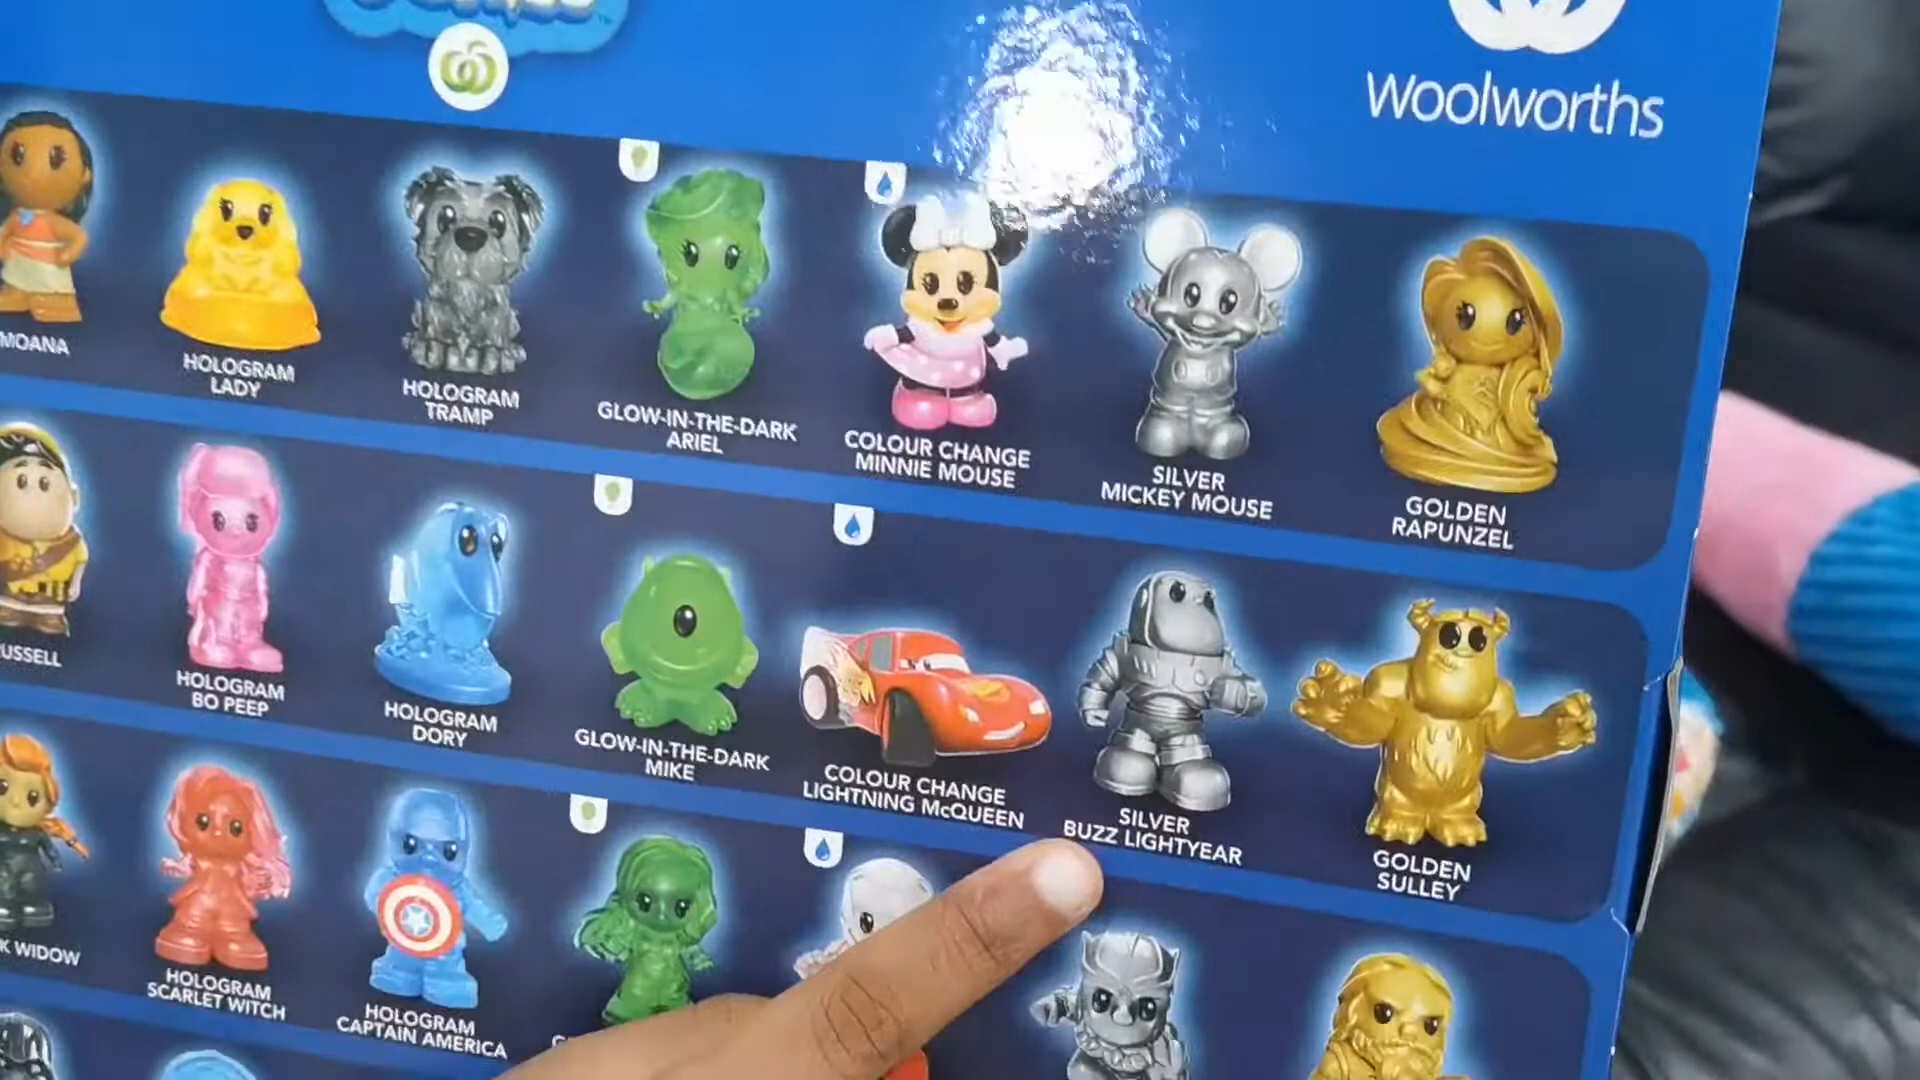 Woolworths
MOANA
HOLOGRAM
LADY
HOLOGRAM
TRAMP
GLOW-IN-THE-DARK
ARIEL
COLOUR CHANGE
MINNIE MOUSE
SILVER
MICKEY MOUSE
GOLDEN
RAPUNZEL
RUSSELL
HOLOGRAM
BO PEEP
HOLOGRAM
DORY
GLOW-IN-THE-DARK
MIKE
COLOUR CHANGE
LIGHTNING McQUEEN
SILVER
BUZZ LIGHTYEAR
GOLDEN
SULLEY
K WIDOW
HOLOGRAM
SCARLET WITCH
HOLOGRAM
CAPTAIN AMERICA